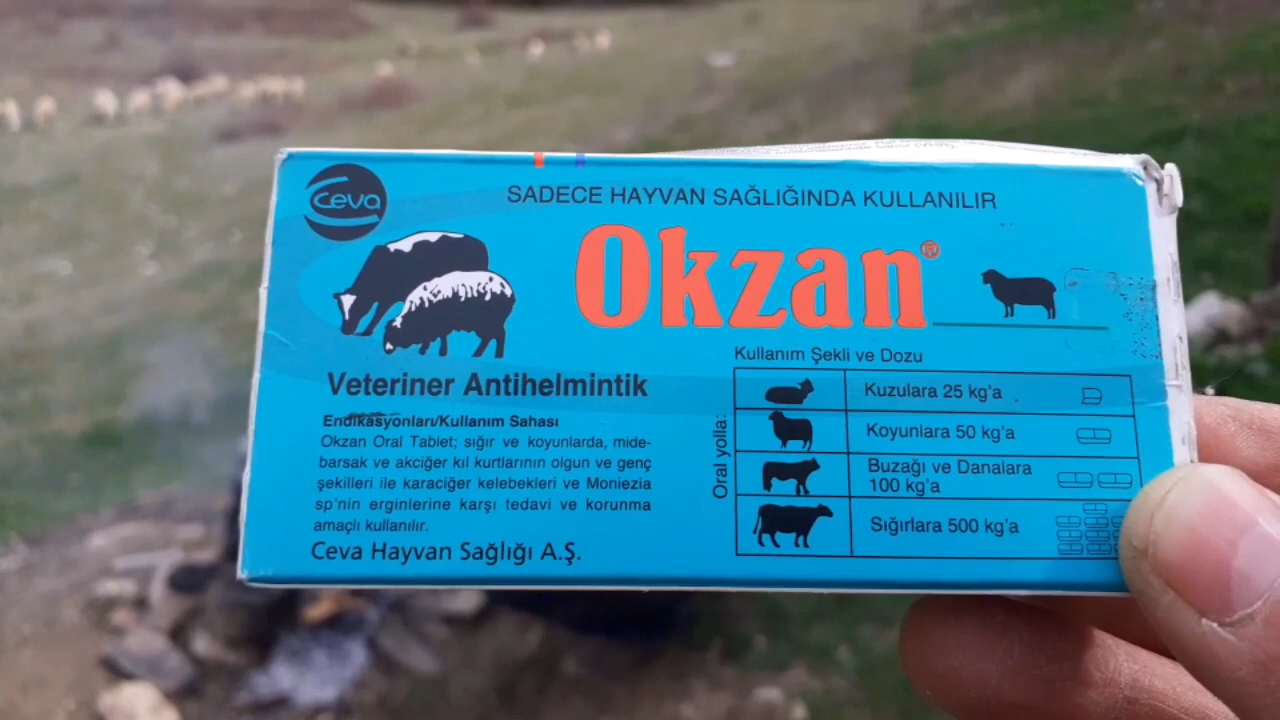 ceva
SADECE HAYVAN SAĞLIĞINDA KULLANILIR
Okzan®
Veteriner Antihelmintik
Endikasyonları/Kullanım Sahası
Okzan Oral Tablet; sığır ve koyunlarda, mide-
barsak ve akciğer kıl kurtlarının olgun ve genç
şekilleri ile karaciğer kelebekleri ve Moniezia
sp'nin erginlerine karşı tedavi ve korunma
amaçlı kullanılır.
Ceva Hayvan Sağlığı A.Ş.
Kullanım Şekli ve Dozu
Oral yolla:
Kuzulara 25 kg'a
Koyunlara 50 kg'a
Buzağı ve Danalara
100 kg'a
Sığırlara 500 kg'a